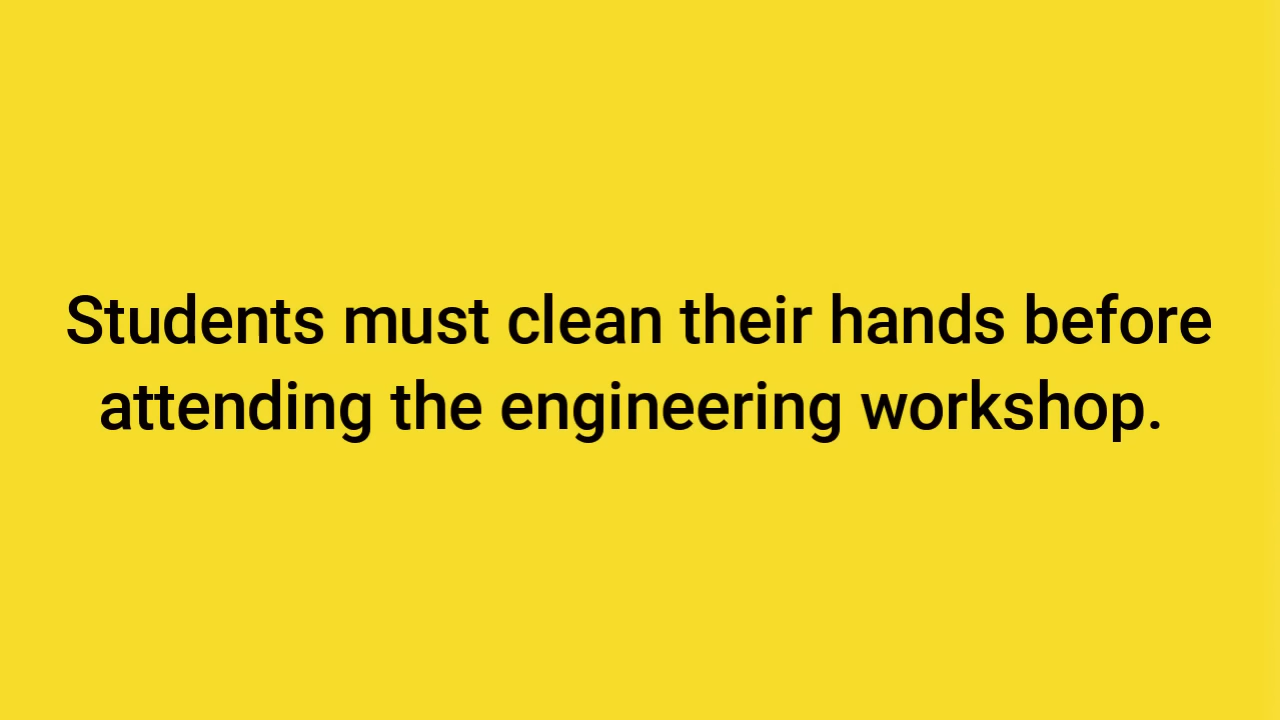 Students must clean their hands before
attending the engineering workshop.